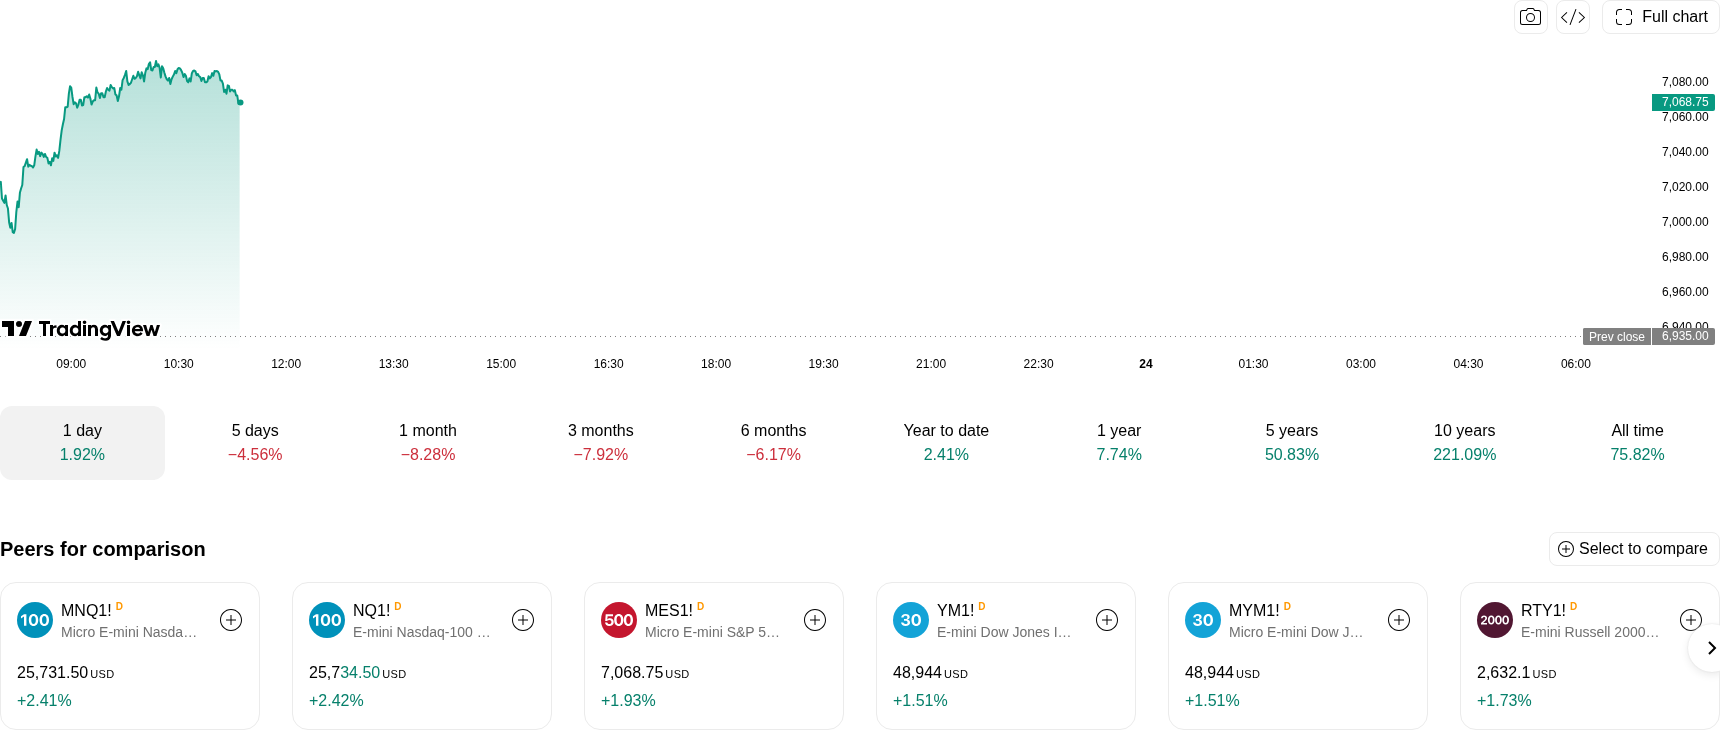 Full chart
7,080.00
7,068.75
7,060.00
7,040.00
7,020.00
7,000.00
6,980.00
6,960.00
6,940.00
Prev close 6,935.00
TradingView
09:00 10:30 12:00 13:30 15:00 16:30 18:00 19:30 21:00 22:30 24 01:30 03:00 04:30 06:00
1 day 5 days 1 month 3 months 6 months Year to date 1 year 5 years 10 years All time
1.92% −4.56% −8.28% −7.92% −6.17% 2.41% 7.74% 50.83% 221.09% 75.82%
Peers for comparison
Select to compare
100 MNQ1! D
Micro E-mini Nasda…
25,731.50 USD
+2.41%
100 NQ1! D
E-mini Nasdaq-100 …
25,734.50 USD
+2.42%
500 MES1! D
Micro E-mini S&P 5…
7,068.75 USD
+1.93%
30 YM1! D
E-mini Dow Jones I…
48,944 USD
+1.51%
30 MYM1! D
Micro E-mini Dow J…
48,944 USD
+1.51%
2000 RTY1! D
E-mini Russell 2000…
2,632.1 USD
+1.73%